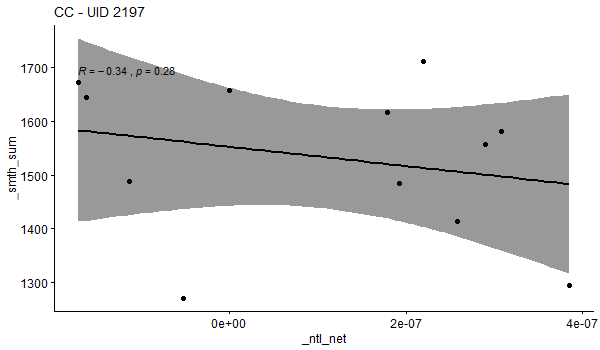 CC - UID 2197
R = −0.34 , p = 0.28
1700
1600
1500
1400
1300
_smth_sum
0e+00
2e-07
4e-07
_ntl_net